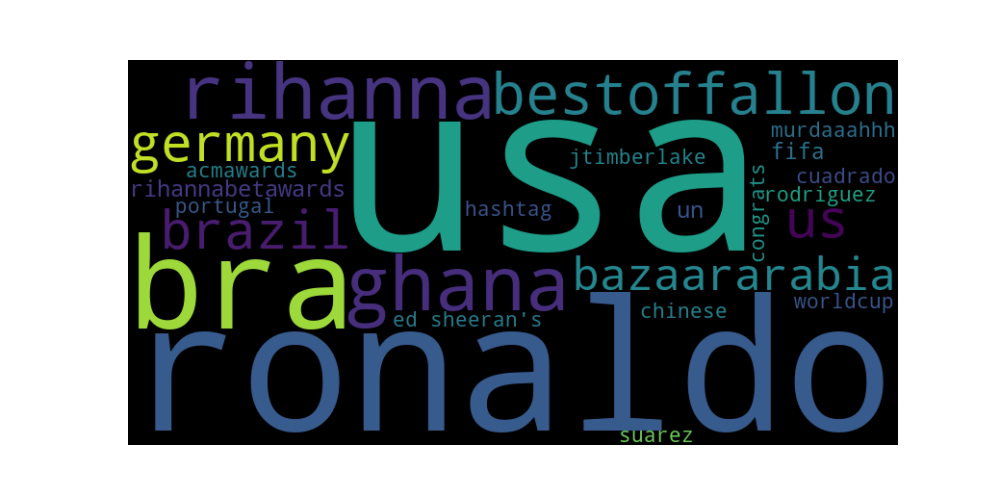 rihanna
bestoffallon
usa
germany
murdaaahhh
jtimberlake
fifa
acmawards
cuadrado
rihannabetawards
rodriguez
portugal
hashtag
un
congrats
brazil
us
bra
ghana
bazaararabia
worldcup
ed sheeran's
chinese
ronaldo
suarez